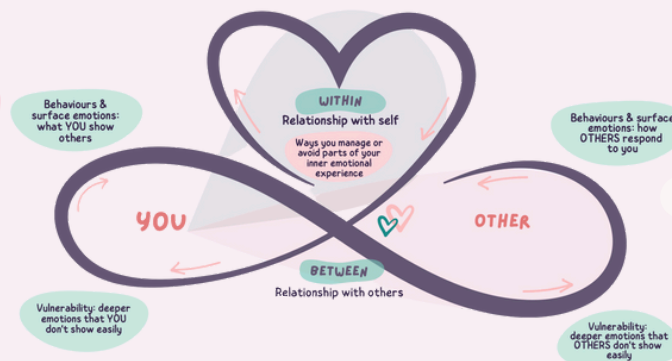 WITHIN
Relationship with self
Ways you manage or
avoid parts of your
inner emotional
experience
Behaviours &
surface emotions:
what YOU show
others
Behaviours & surface
emotions: how
OTHERS respond
to you
YOU
OTHER
BETWEEN
Relationship with others
Vulnerability: deeper
emotions that YOU
don't show easily
Vulnerability:
deeper emotions that
OTHERS don't show
easily